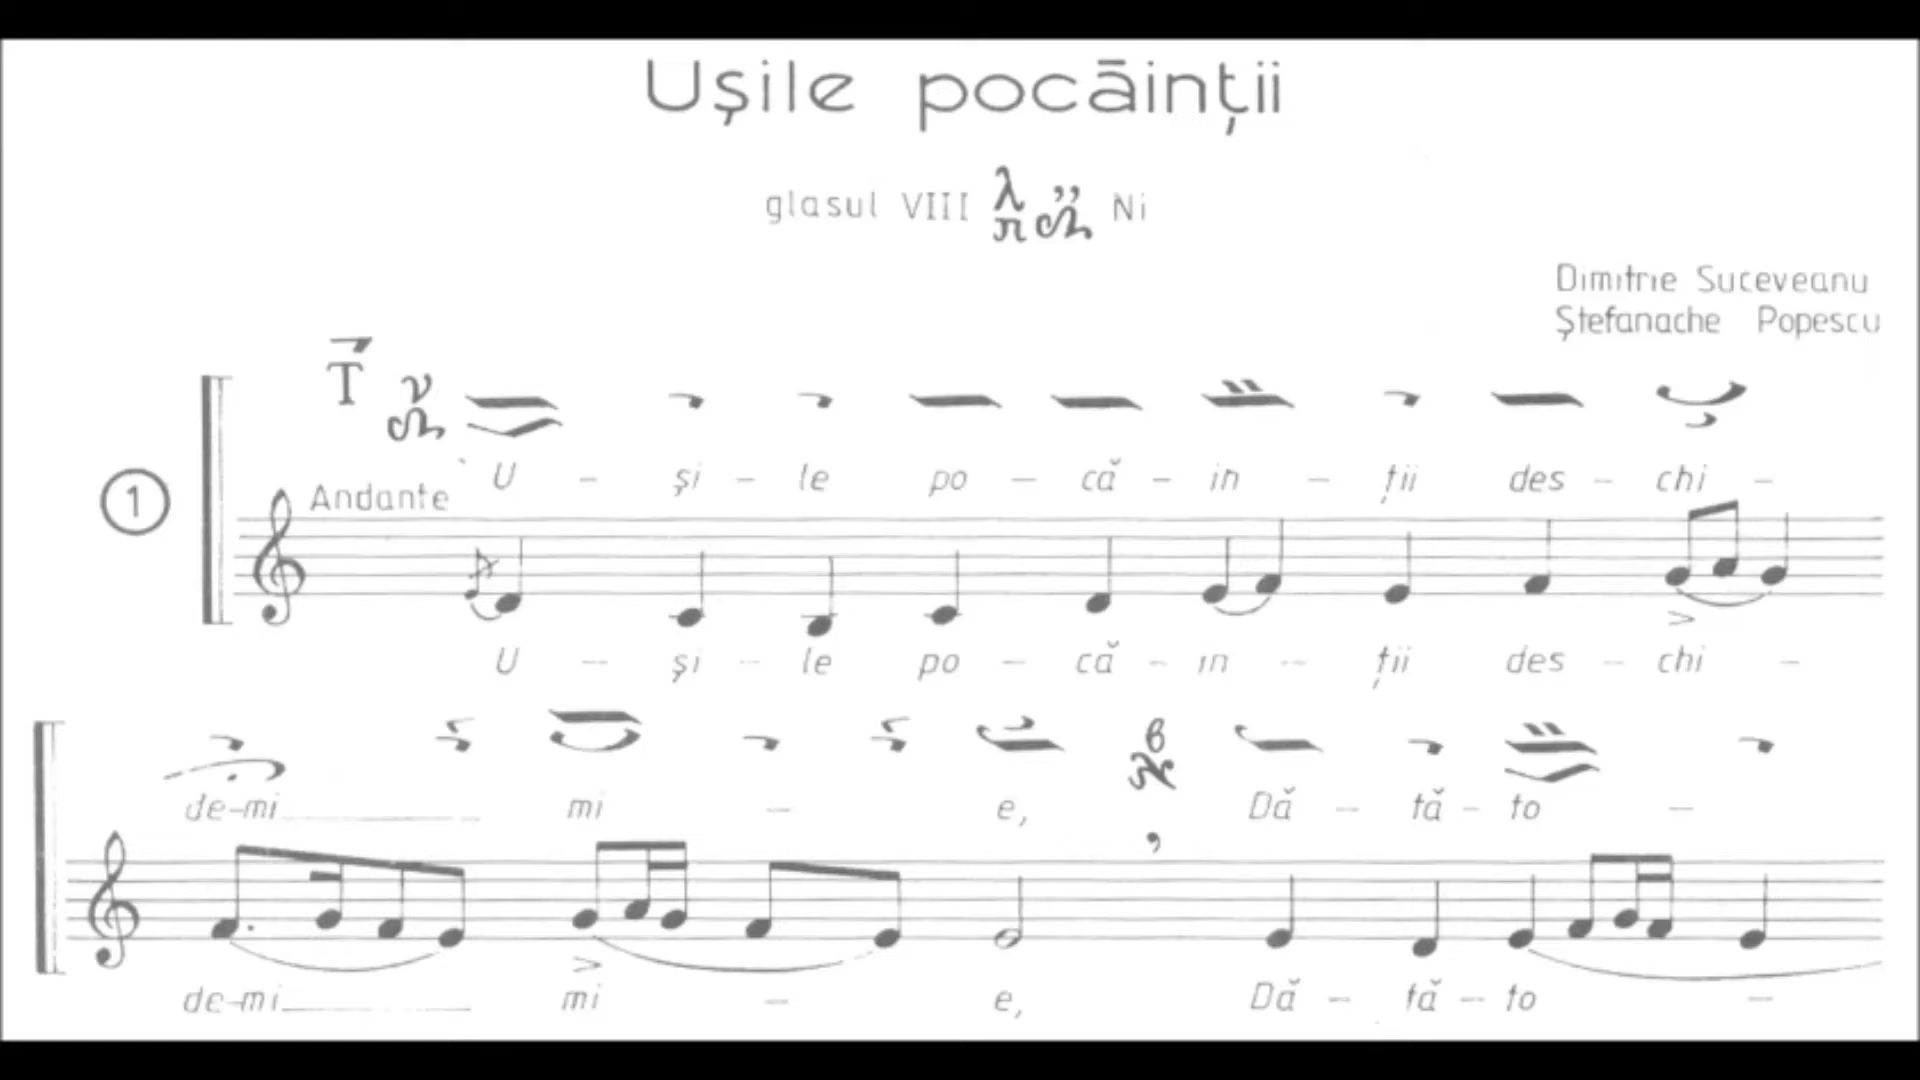 Ușile pocāinții
glasul VIII Ni
Dimitrie Suceveanu
Ștefanache Popescu
U – și – le po – că – in – ții des – chi –
1
Andante
U – și – le po – că – in – ții des – chi –
de-mi mi – e, Dă – tă – to –
de-mi mi – e, Dă – tă – to –